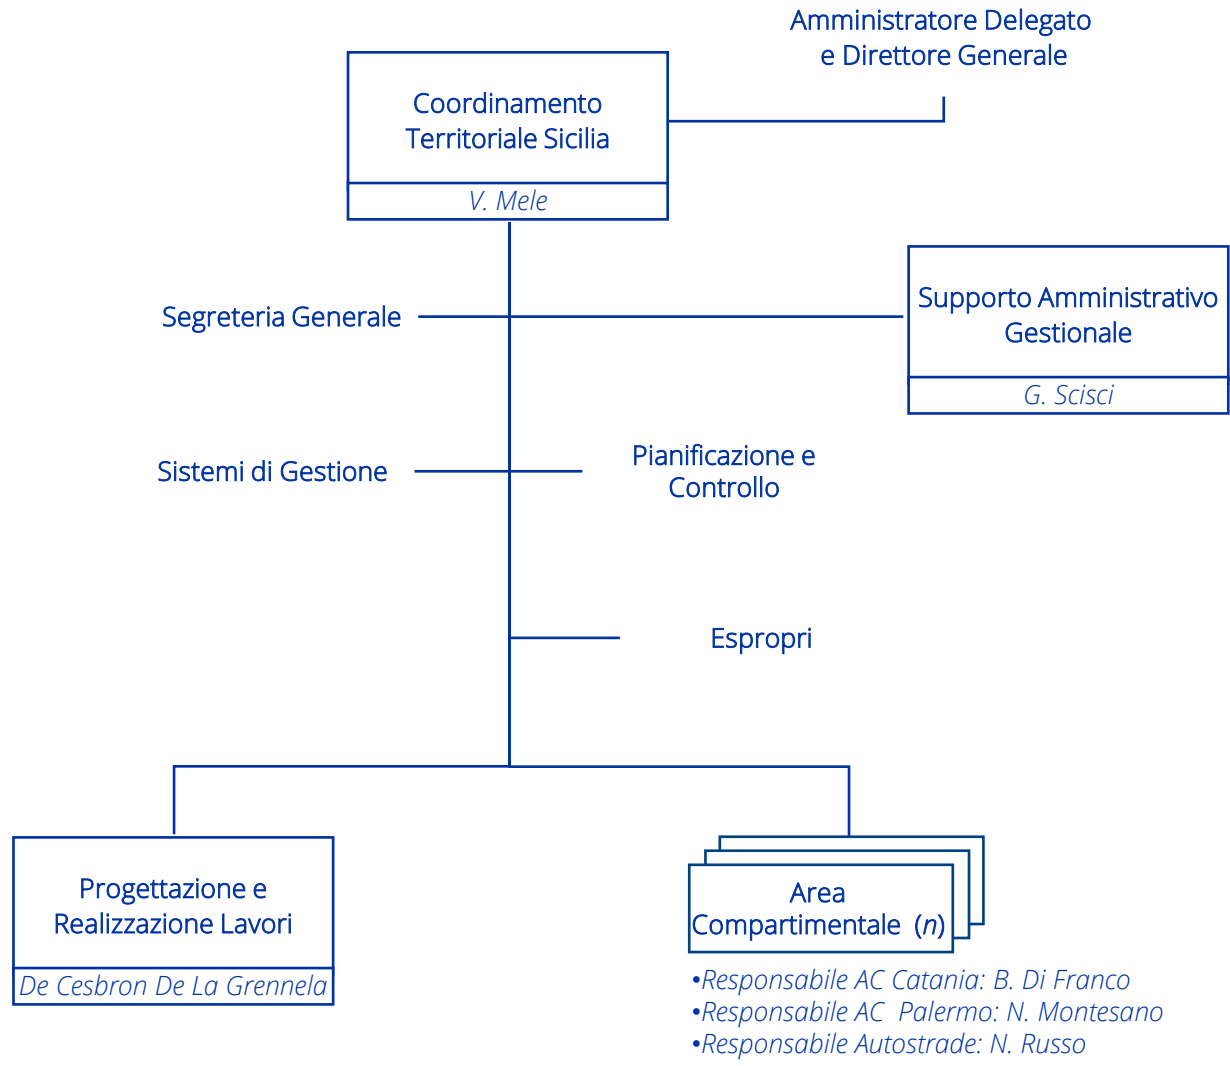 Amministratore Delegato
e Direttore Generale
Coordinamento
Territoriale Sicilia
V. Mele
Supporto Amministrativo
Gestionale
G. Scisci
Segreteria Generale
Sistemi di Gestione
Pianificazione e
Controllo
Espropri
Progettazione e
Realizzazione Lavori
De Cesbron De La Grennela
Area
Compartimentale (n)
•Responsabile AC Catania: B. Di Franco
•Responsabile AC Palermo: N. Montesano
•Responsabile Autostrade: N. Russo